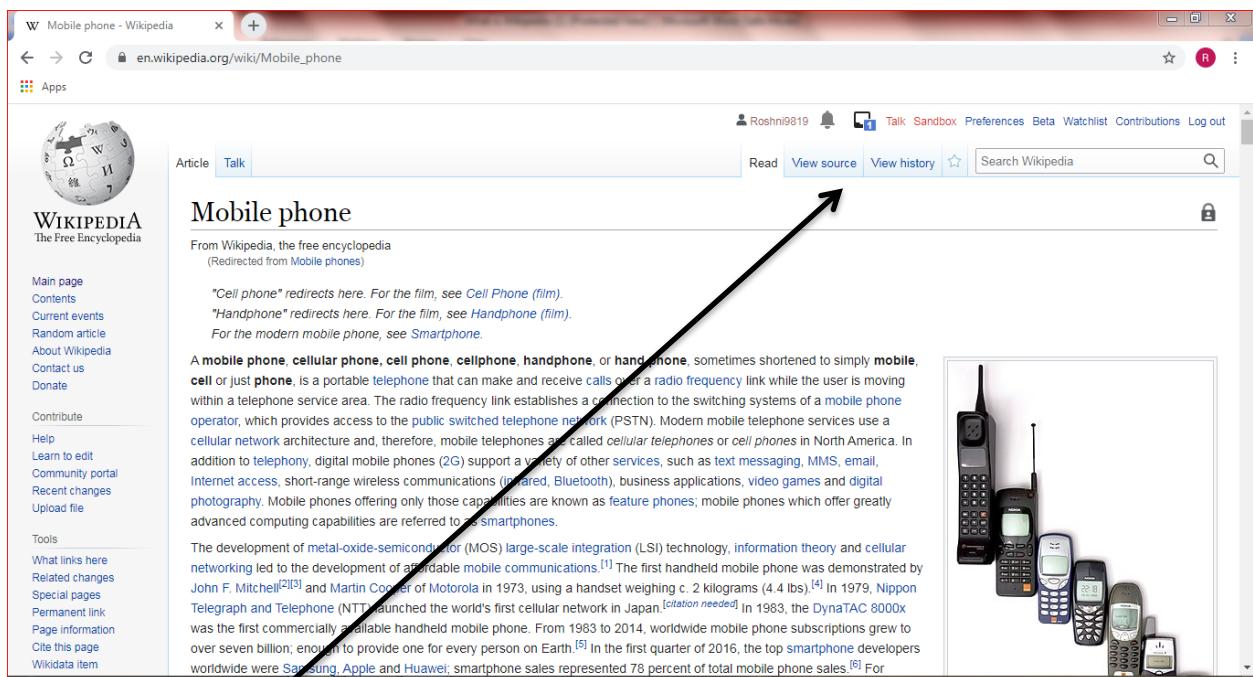 Mobile phone - Wikipedia
en.wikipedia.org/wiki/Mobile_phone
R
Apps
Roshni9819 1 Talk Sandbox Preferences Beta Watchlist Contributions Log out
Article Talk Read View source View history Search Wikipedia
WIKIPEDIA
The Free Encyclopedia
Mobile phone
From Wikipedia, the free encyclopedia
(Redirected from Mobile phones)
"Cell phone" redirects here. For the film, see Cell Phone (film).
"Handphone" redirects here. For the film, see Handphone (film).
For the modern mobile phone, see Smartphone.
A mobile phone, cellular phone, cell phone, cellphone, handphone, or hand phone, sometimes shortened to simply mobile,
cell or just phone, is a portable telephone that can make and receive calls over a radio frequency link while the user is moving
within a telephone service area. The radio frequency link establishes a connection to the switching systems of a mobile phone
operator, which provides access to the public switched telephone network (PSTN). Modern mobile telephone services use a
cellular network architecture and, therefore, mobile telephones are called cellular telephones or cell phones in North America. In
addition to telephony, digital mobile phones (2G) support a variety of other services, such as text messaging, MMS, email,
Internet access, short-range wireless communications (infrared, Bluetooth), business applications, video games and digital
photography. Mobile phones offering only those capabilities are known as feature phones; mobile phones which offer greatly
advanced computing capabilities are referred to as smartphones.
The development of metal-oxide-semiconductor (MOS) large-scale integration (LSI) technology, information theory and cellular
networking led to the development of affordable mobile communications.[1] The first handheld mobile phone was demonstrated by
John F. Mitchell[2][3] and Martin Cooper of Motorola in 1973, using a handset weighing c. 2 kilograms (4.4 lbs).[4] In 1979, Nippon
Telegraph and Telephone (NTT) launched the world's first cellular network in Japan.[citation needed] In 1983, the DynaTAC 8000x
was the first commercially available handheld mobile phone. From 1983 to 2014, worldwide mobile phone subscriptions grew to
over seven billion; enough to provide one for every person on Earth.[5] In the first quarter of 2016, the top smartphone developers
worldwide were Samsung, Apple and Huawei; smartphone sales represented 78 percent of total mobile phone sales.[6] For
Main page
Contents
Current events
Random article
About Wikipedia
Contact us
Donate
Contribute
Help
Learn to edit
Community portal
Recent changes
Upload file
Tools
What links here
Related changes
Special pages
Permanent link
Page information
Cite this page
Wikidata item